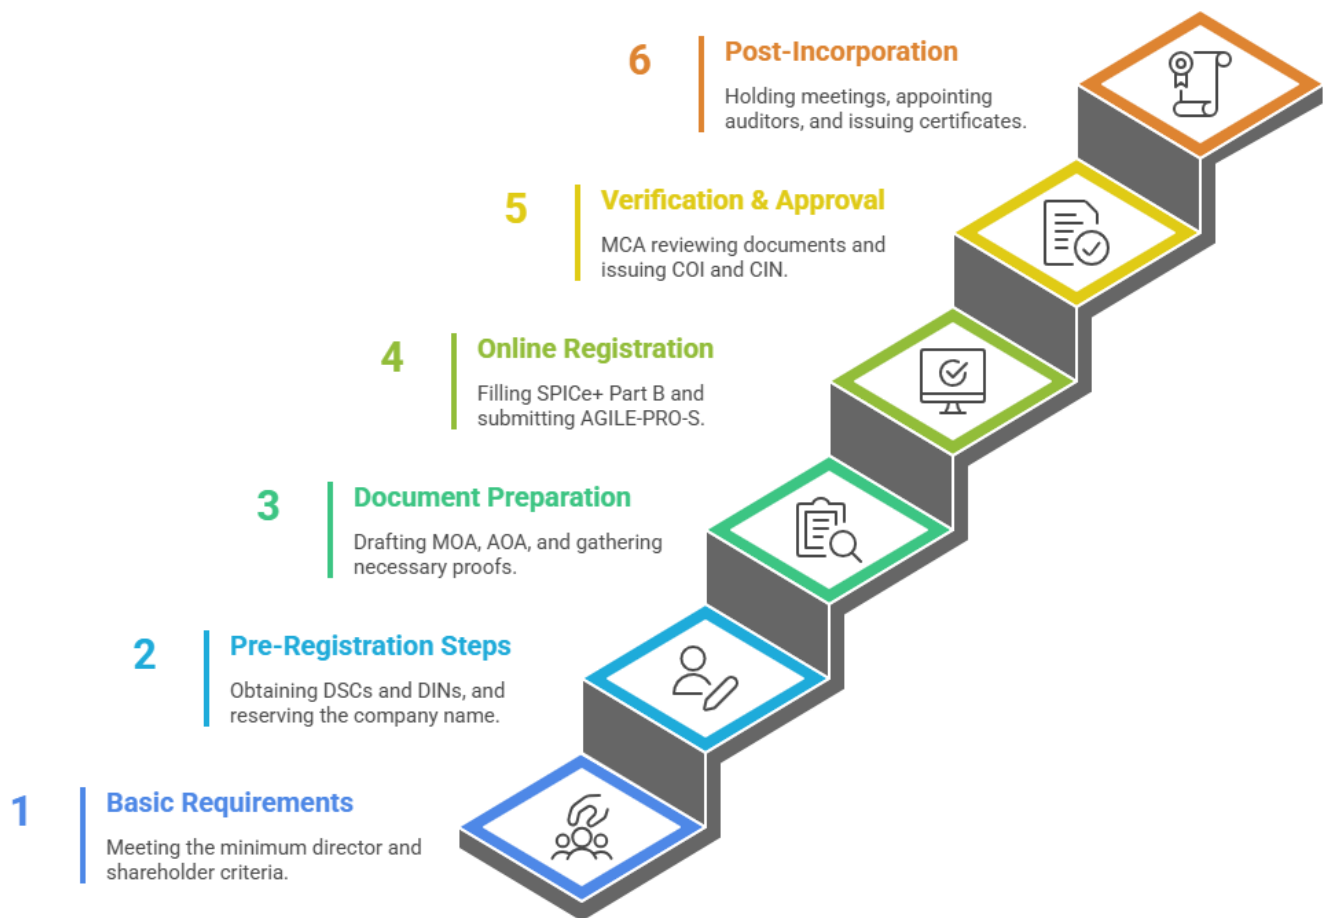 6
Post-Incorporation
Holding meetings, appointing
auditors, and issuing certificates.
5
Verification & Approval
MCA reviewing documents and
issuing COI and CIN.
4
Online Registration
Filling SPICe+ Part B and
submitting AGILE-PRO-S.
3
Document Preparation
Drafting MOA, AOA, and gathering
necessary proofs.
2
Pre-Registration Steps
Obtaining DSCs and DINs, and
reserving the company name.
1
Basic Requirements
Meeting the minimum director and
shareholder criteria.